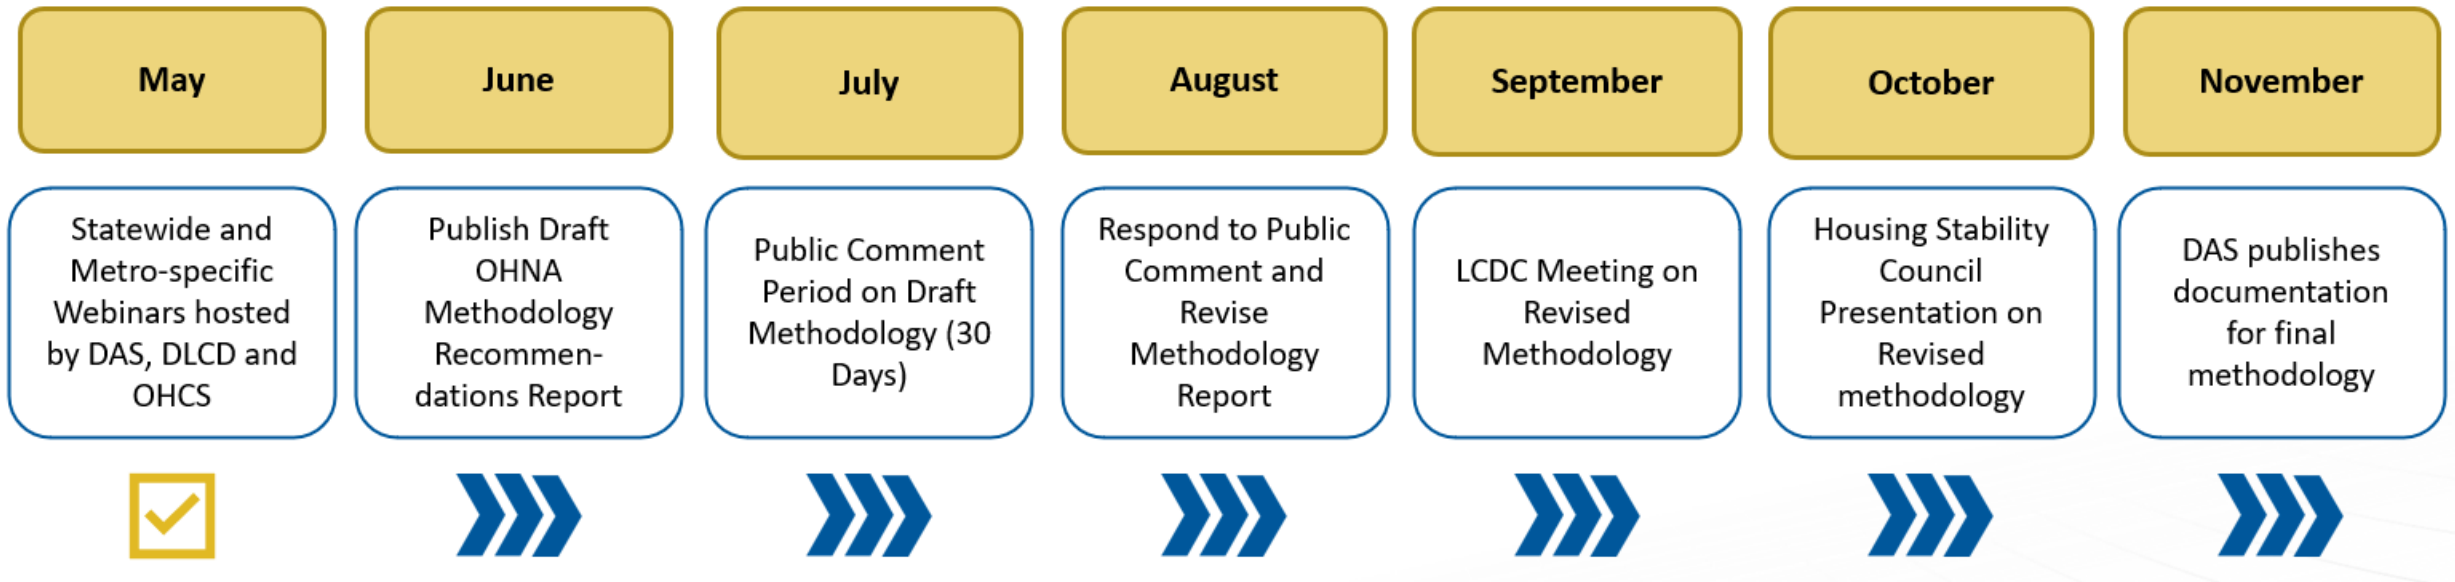 May
Statewide and
Metro-specific
Webinars hosted
by DAS, DLCD and
OHCS
June
Publish Draft
OHNA
Methodology
Recommen-
dations Report
July
Public Comment
Period on Draft
Methodology (30
Days)
August
Respond to Public
Comment and
Revise
Methodology
Report
September
LCDC Meeting on
Revised
Methodology
October
Housing Stability
Council
Presentation on
Revised
methodology
November
DAS publishes
documentation
for final
methodology